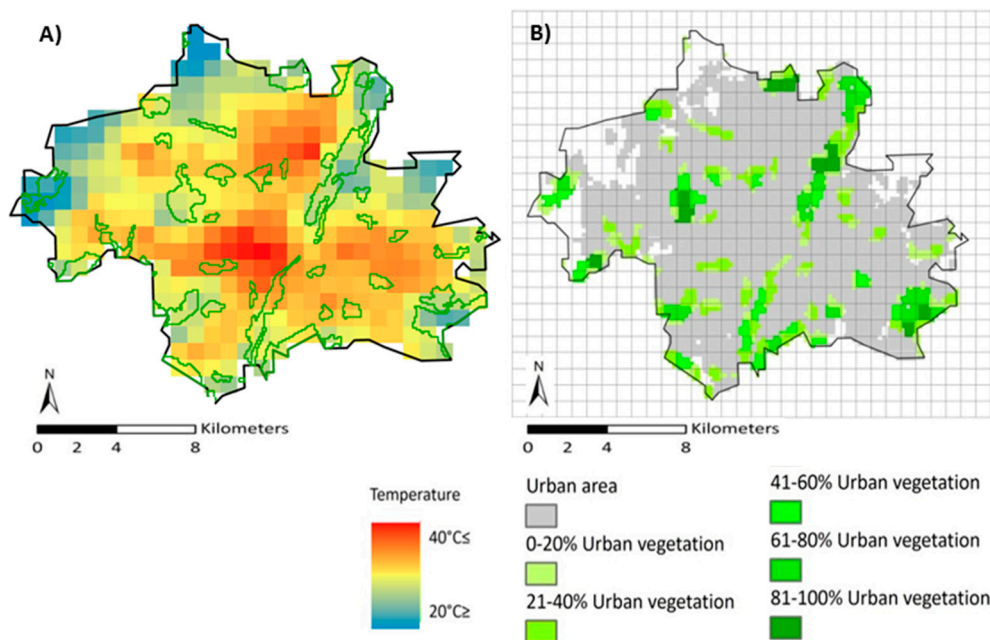 A)
B)
N
Kilometers
0 2 4 8
N
Kilometers
0 2 4 8
Temperature
40°C≤
20°C≥
Urban area
0-20% Urban vegetation
21-40% Urban vegetation
41-60% Urban vegetation
61-80% Urban vegetation
81-100% Urban vegetation